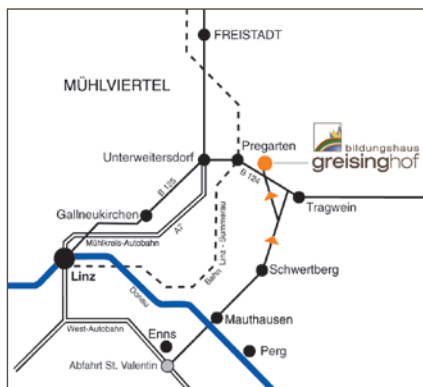 FREISTADT
MÜHLVIERTEL
bildungshaus
greisinghof
Pregarten
Unterweitersdorf
B 124
B 125
Tragwein
Gallneukirchen
A7
Mühlkreis-Autobahn
Bahn Linz - Summerau
Linz
Schwertberg
Donau
Mauthausen
West-Autobahn
Enns
Perg
Abfahrt St. Valentin